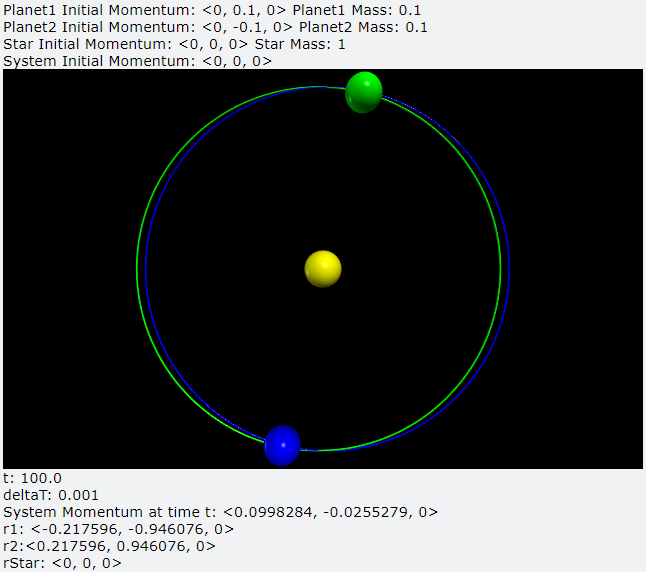 Planet1 Initial Momentum: <0, 0.1, 0> Planet1 Mass: 0.1
Planet2 Initial Momentum: <0, -0.1, 0> Planet2 Mass: 0.1
Star Initial Momentum: <0, 0, 0> Star Mass: 1
System Initial Momentum: <0, 0, 0>
t: 100.0
deltaT: 0.001
System Momentum at time t: <0.0998284, -0.0255279, 0>
r1: <-0.217596, -0.946076, 0>
r2:<0.217596, 0.946076, 0>
rStar: <0, 0, 0>